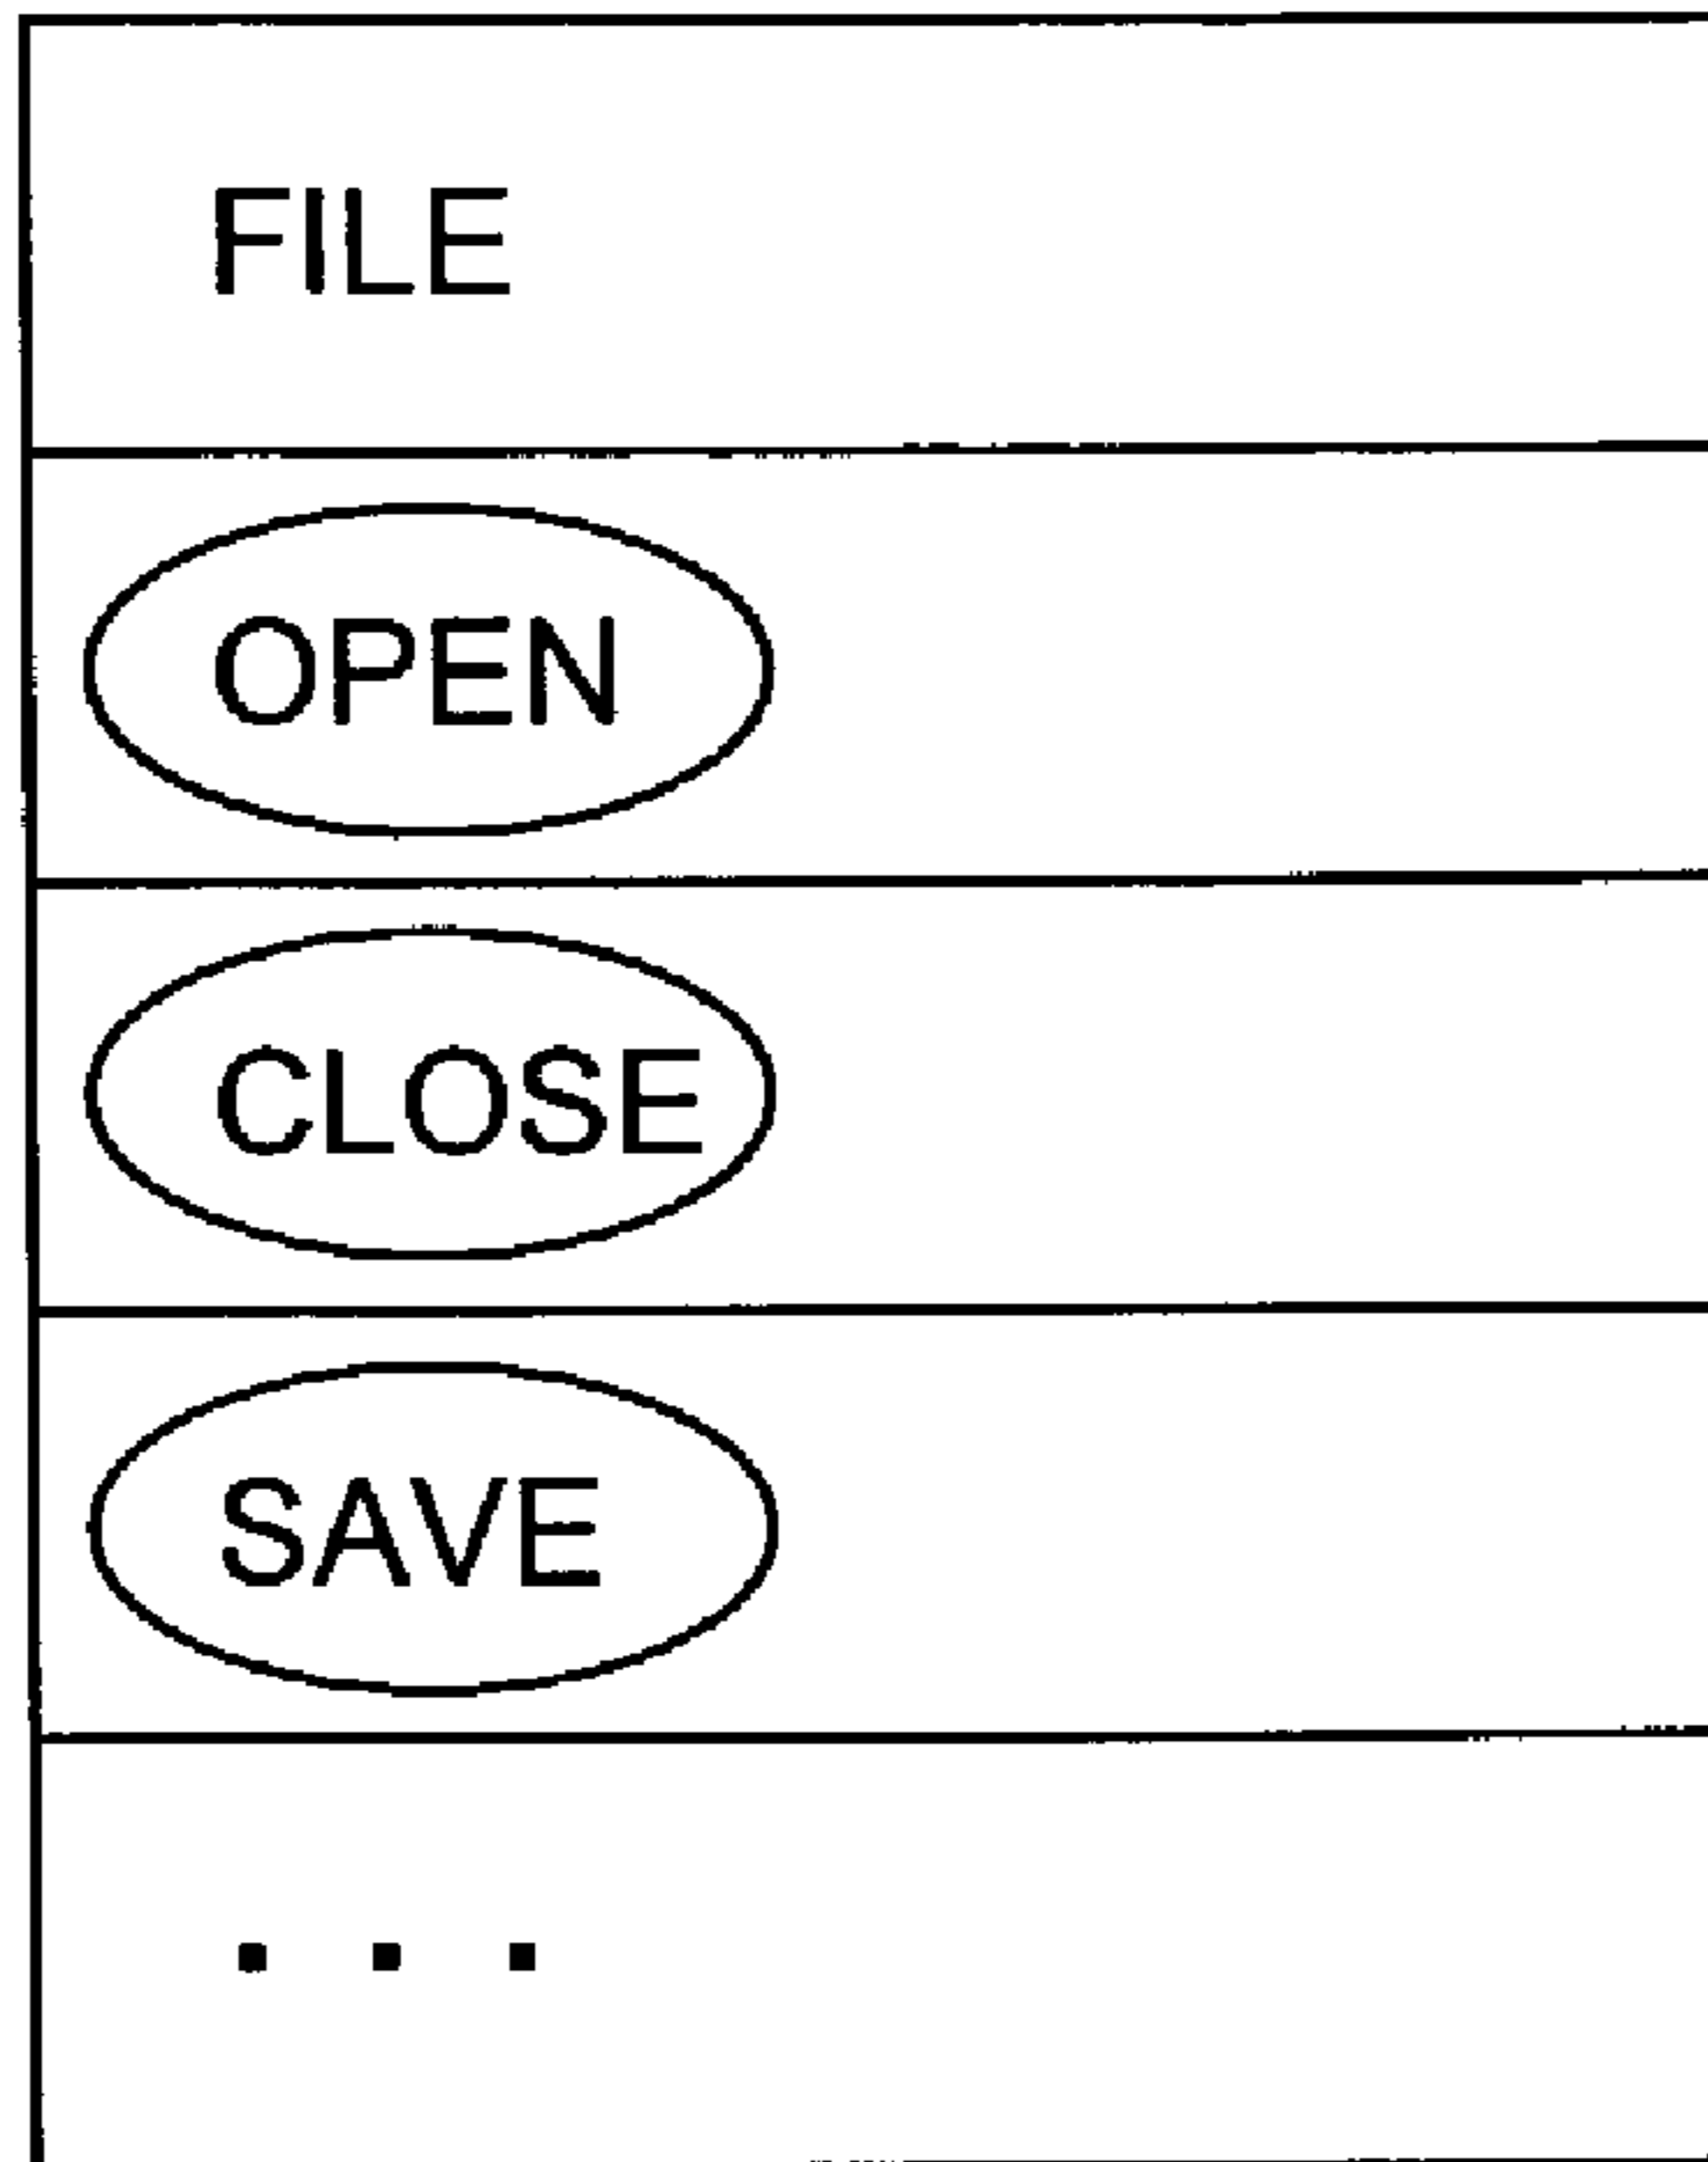 FILE
OPEN
CLOSE
SAVE
. . .